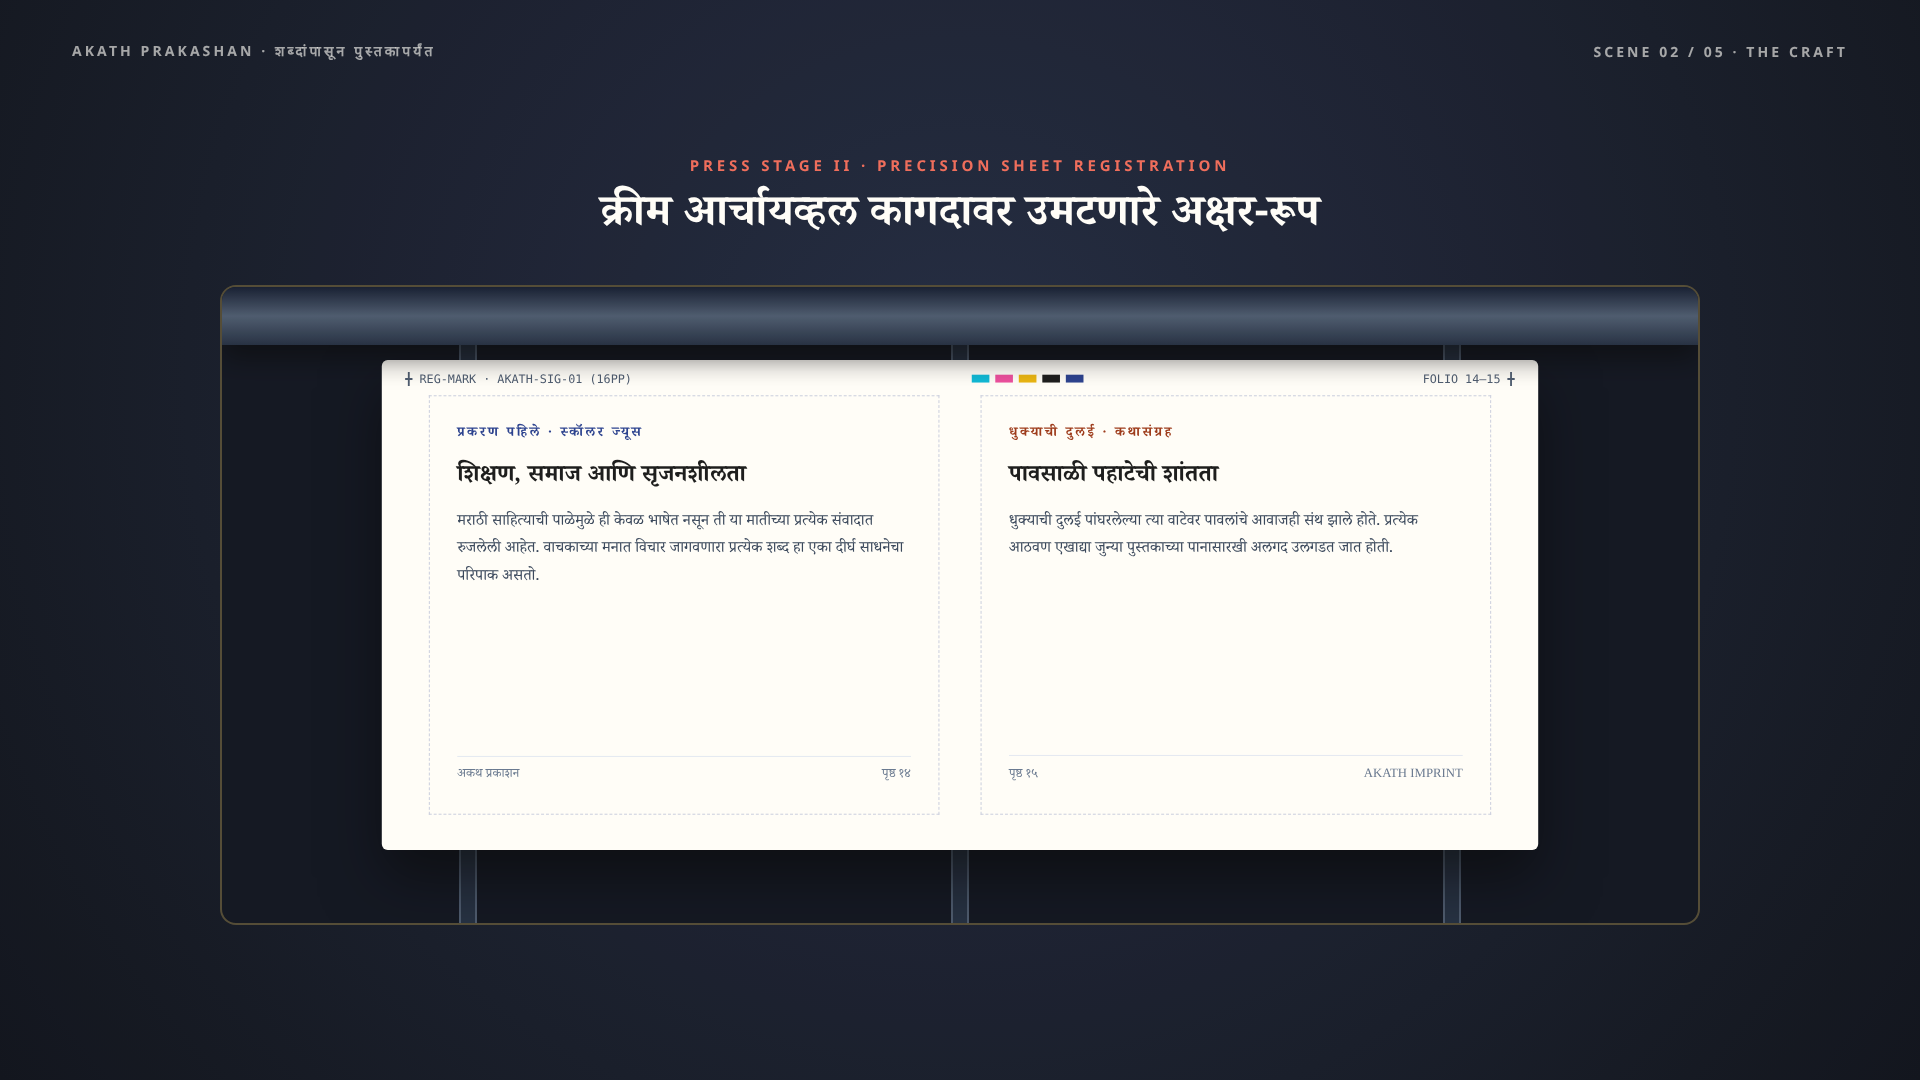 AKATH PRAKASHAN · शब्दांपासून पुस्तकापर्यंत
SCENE 02 / 05 · THE CRAFT
PRESS STAGE II · PRECISION SHEET REGISTRATION
क्रीम आर्चायव्हल कागदावर उमटणारे अक्षर-रूप
╋ REG-MARK · AKATH-SIG-01 (16PP)
FOLIO 14–15 ╋
प्रकरण पहिले · स्कॉलर ज्यूस
शिक्षण, समाज आणि सृजनशीलता
मराठी साहित्याची पाळेमुळे ही केवळ भाषेत नसून ती या मातीच्या प्रत्येक संवादात
रुजलेली आहेत. वाचकाच्या मनात विचार जागवणारा प्रत्येक शब्द हा एका दीर्घ साधनेचा
परिपाक असतो.
अकथ प्रकाशन
पृष्ठ १४
धुक्याची दुलई · कथासंग्रह
पावसाळी पहाटेची शांतता
धुक्याची दुलई पांघरलेल्या त्या वाटेवर पावलांचे आवाजही संथ झाले होते. प्रत्येक
आठवण एखाद्या जुन्या पुस्तकाच्या पानासारखी अलगद उलगडत जात होती.
पृष्ठ १५
AKATH IMPRINT